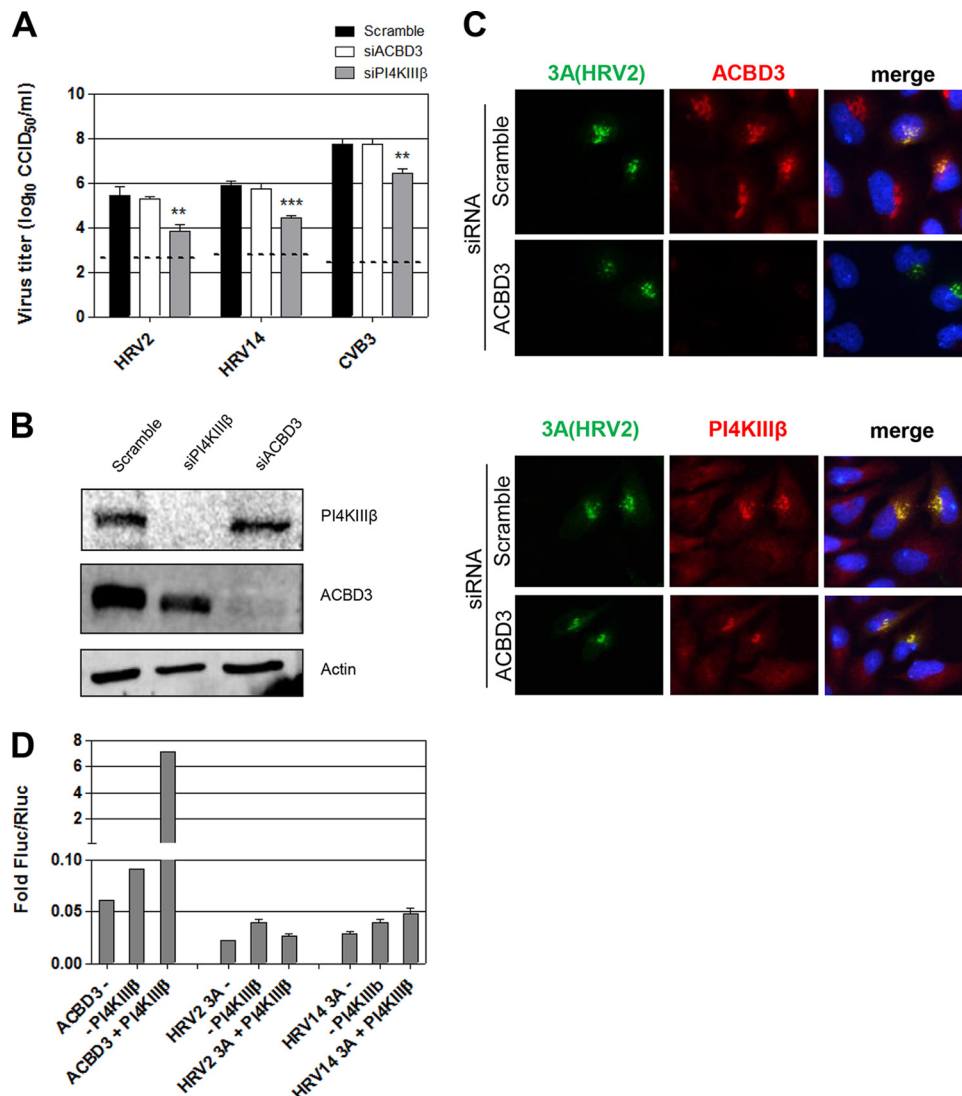 A
Scramble
siACBD3
siPI4KIIIβ
Virus titer (log10 CCID50/ml)
10
8
6
4
2
0
**
***
**
HRV2
HRV14
CVB3
B
Scramble
siPI4KIIIβ
siACBD3
PI4KIIIβ
ACBD3
Actin
C
3A(HRV2)
ACBD3
merge
siRNA
Scramble
ACBD3
3A(HRV2)
PI4KIIIβ
merge
siRNA
Scramble
ACBD3
D
Fold Fluc/Rluc
8
6
4
2
0.10
0.05
0.00
ACBD3 -
- PI4KIIIβ
ACBD3 + PI4KIIIβ
HRV2 3A -
- PI4KIIIβ
HRV2 3A + PI4KIIIβ
HRV14 3A -
- PI4KIIIb
HRV14 3A + PI4KIIIβ